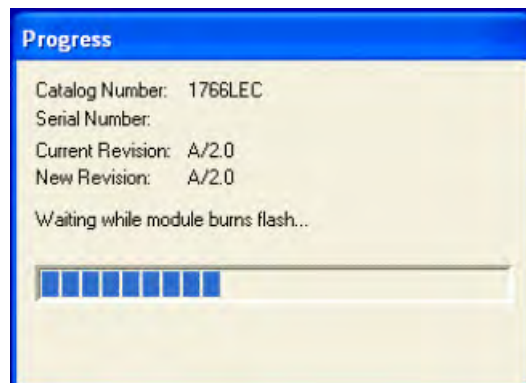 Progress
Catalog Number: 1766LEC
Serial Number:
Current Revision: A/2.0
New Revision: A/2.0
Waiting while module burns flash...